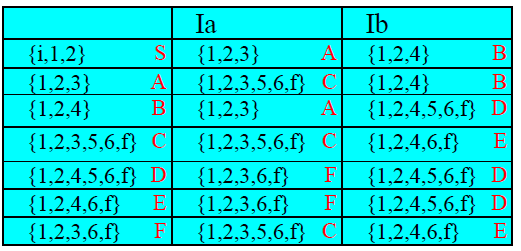 Ia Ib
{i,1,2} S {1,2,3} A {1,2,4} B
{1,2,3} A {1,2,3,5,6,f} C {1,2,4} B
{1,2,4} B {1,2,3} A {1,2,4,5,6,f} D
{1,2,3,5,6,f} C {1,2,3,5,6,f} C {1,2,4,6,f} E
{1,2,4,5,6,f} D {1,2,3,6,f} F {1,2,4,5,6,f} D
{1,2,4,6,f} E {1,2,3,6,f} F {1,2,4,5,6,f} D
{1,2,3,6,f} F {1,2,3,5,6,f} C {1,2,4,6,f} E